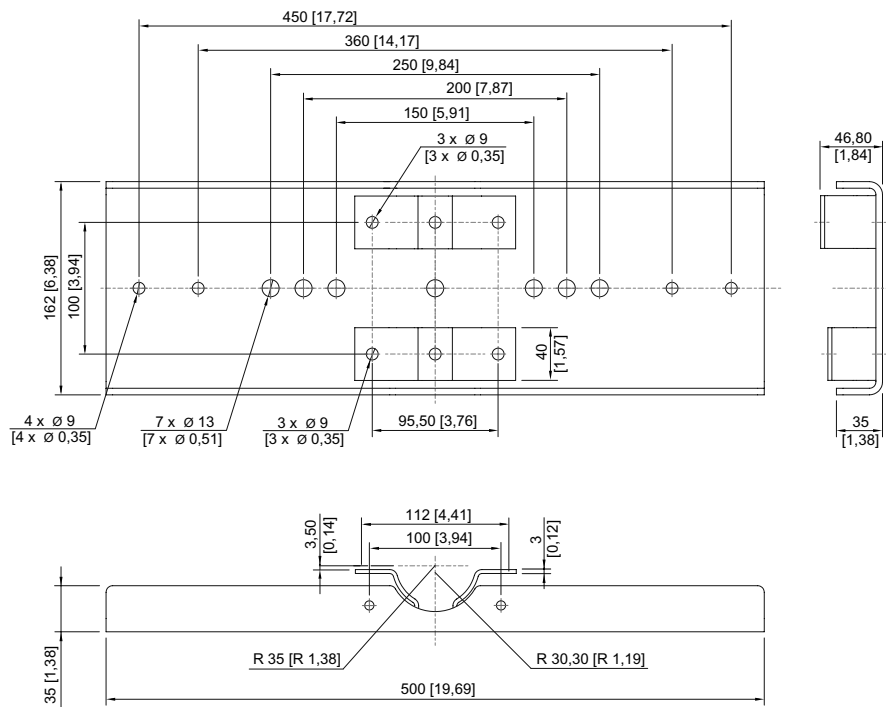 450 [17,72]
360 [14,17]
250 [9,84]
200 [7,87]
150 [5,91]
3 x Ø 9
[3 x Ø 0,35]
46,80
[1,84]
162 [6,38]
100 [3,94]
40
[1,57]
4 x Ø 9
[4 x Ø 0,35]
7 x Ø 13
[7 x Ø 0,51]
3 x Ø 9
[3 x Ø 0,35]
95,50 [3,76]
35
[1,38]
3,50
[0,14]
112 [4,41]
100 [3,94]
3
[0,12]
R 35 [R 1,38]
R 30,30 [R 1,19]
35 [1,38]
500 [19,69]